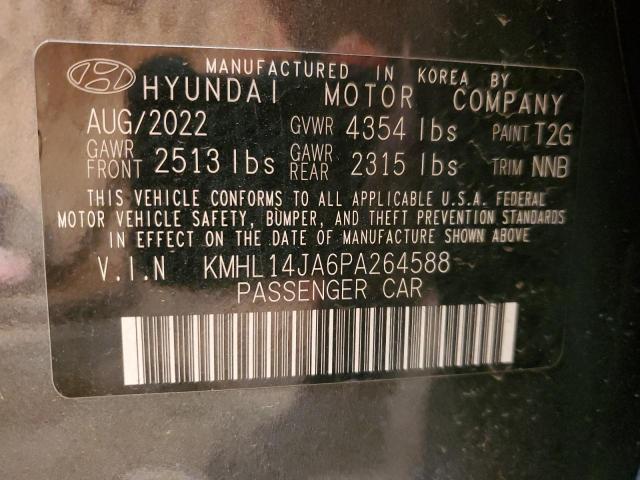 MANUFACTURED IN KOREA BY
HYUNDAI MOTOR COMPANY
AUG/2022 GVWR 4354 lbs PAINT T2G
GAWR FRONT 2513 lbs GAWR REAR 2315 lbs TRIM NNB
THIS VEHICLE CONFORMS TO ALL APPLICABLE U.S.A. FEDERAL
MOTOR VEHICLE SAFETY, BUMPER, AND THEFT PREVENTION STANDARDS
IN EFFECT ON THE DATE OF MANUFACTURE SHOWN ABOVE
V.I.N KMHL14JA6PA264588
PASSENGER CAR